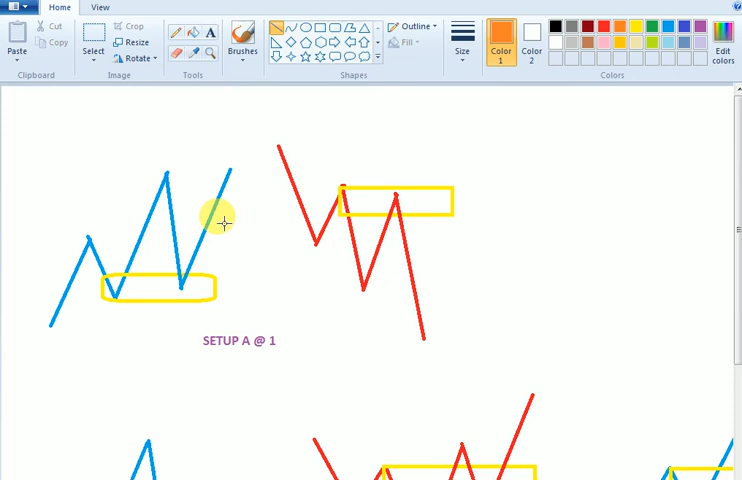 Home
View
Paste
Cut
Copy
Clipboard
Select
Crop
Resize
Rotate
Image
A
Tools
Brushes
Outline
Fill
Shapes
Size
Color
1
Color
2
Edit
colors
Colors
SETUP A @ 1